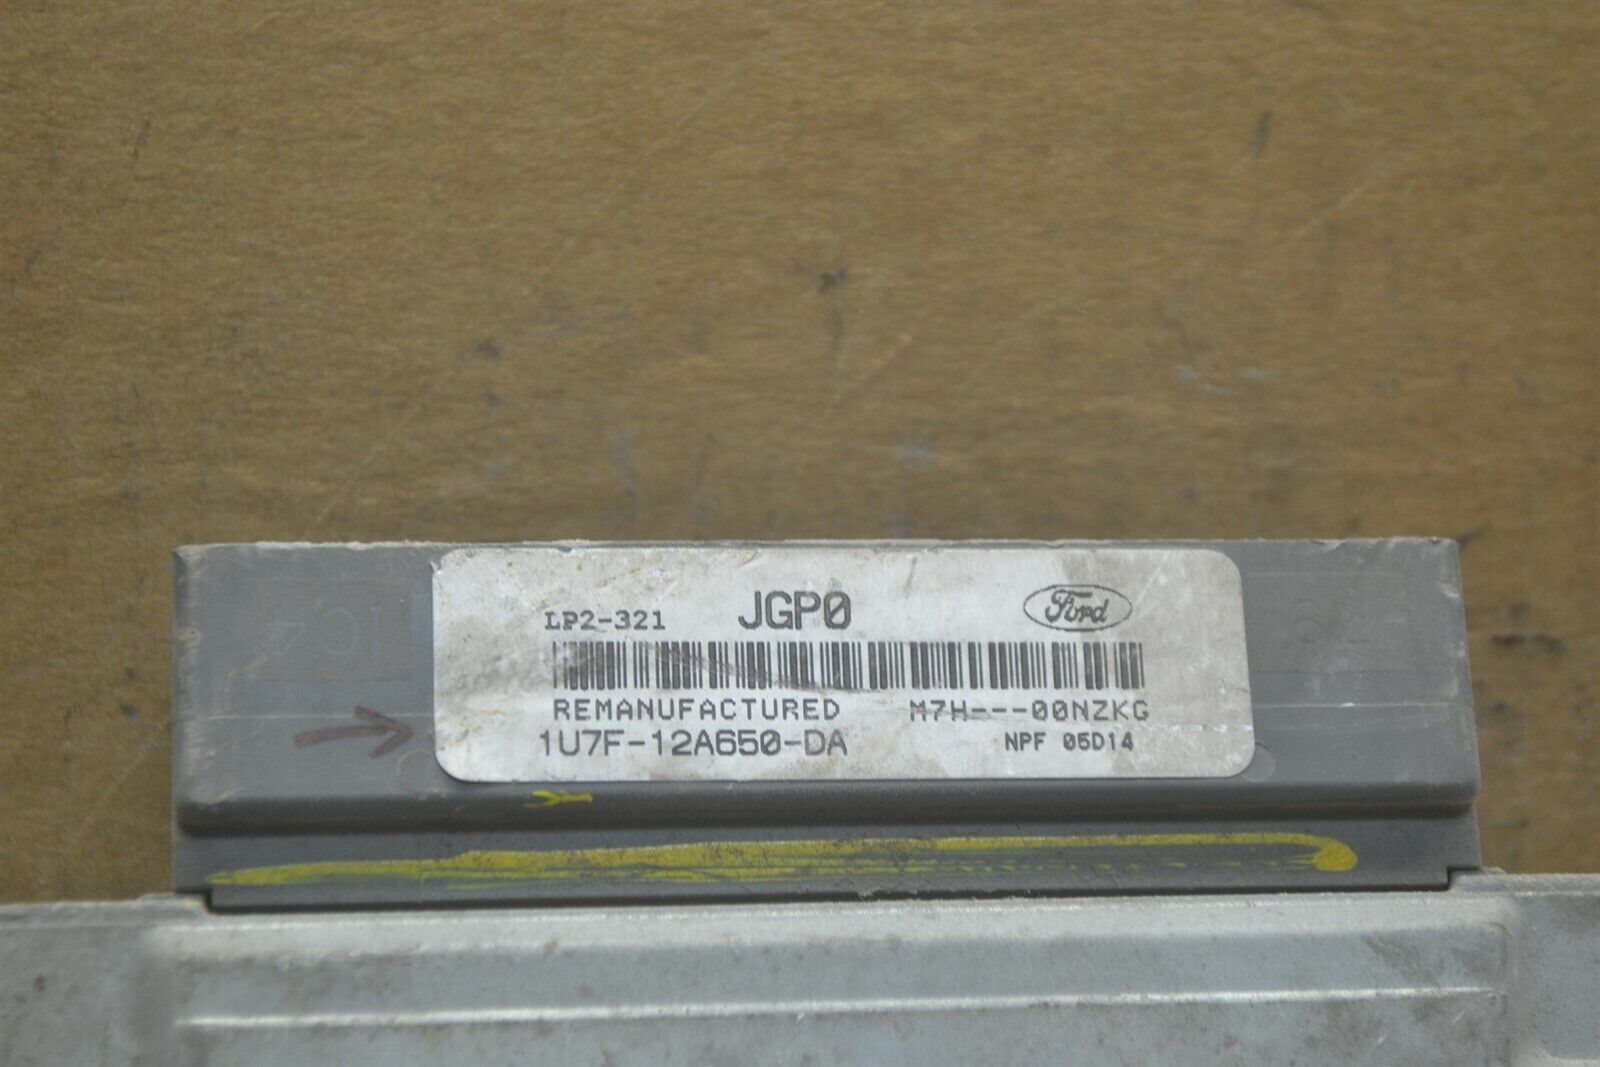 LP2-321 JGP0 Ford
REMANUFACTURED M7H---00NZKG
1U7F-12A650-DA NPF 05D14